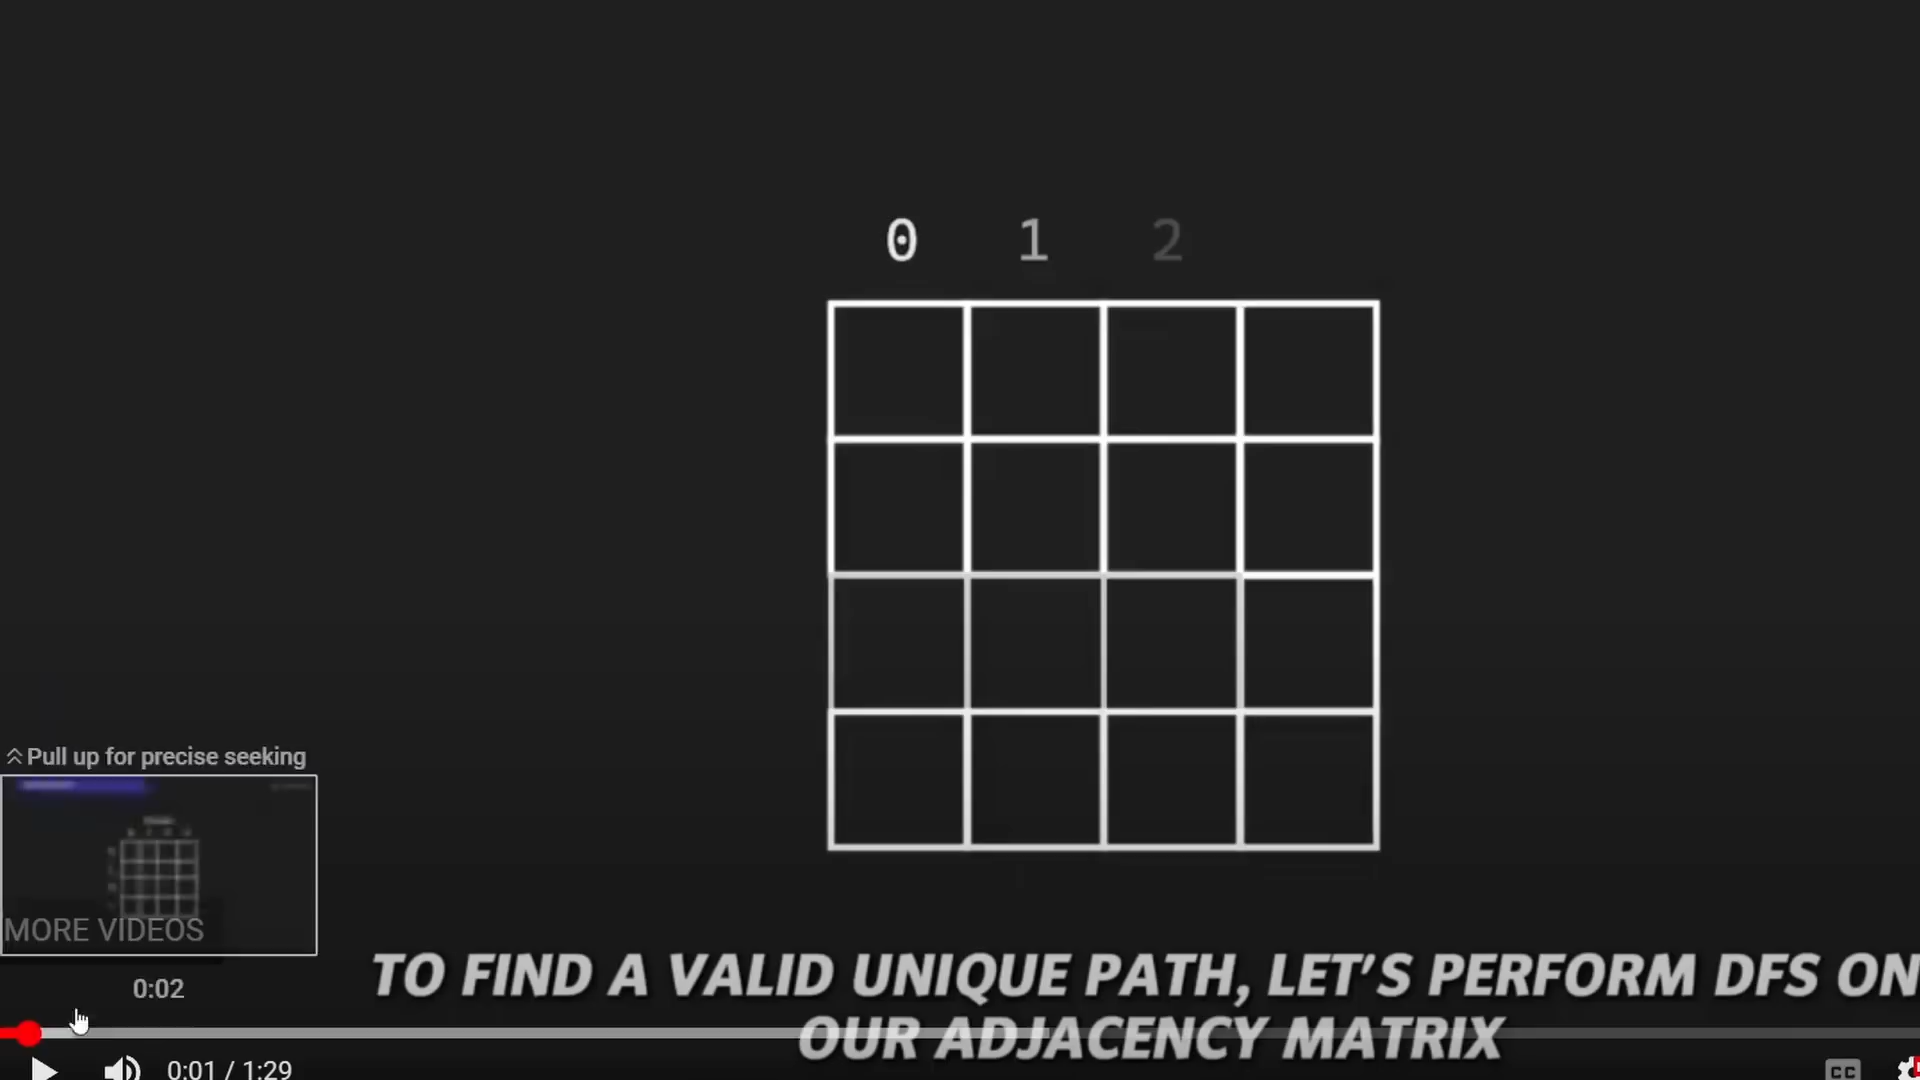 0 1 2
Pull up for precise seeking
MORE VIDEOS
0:02
TO FIND A VALID UNIQUE PATH, LET'S PERFORM DFS ON
OUR ADJACENCY MATRIX
0:01 / 1:29
CC